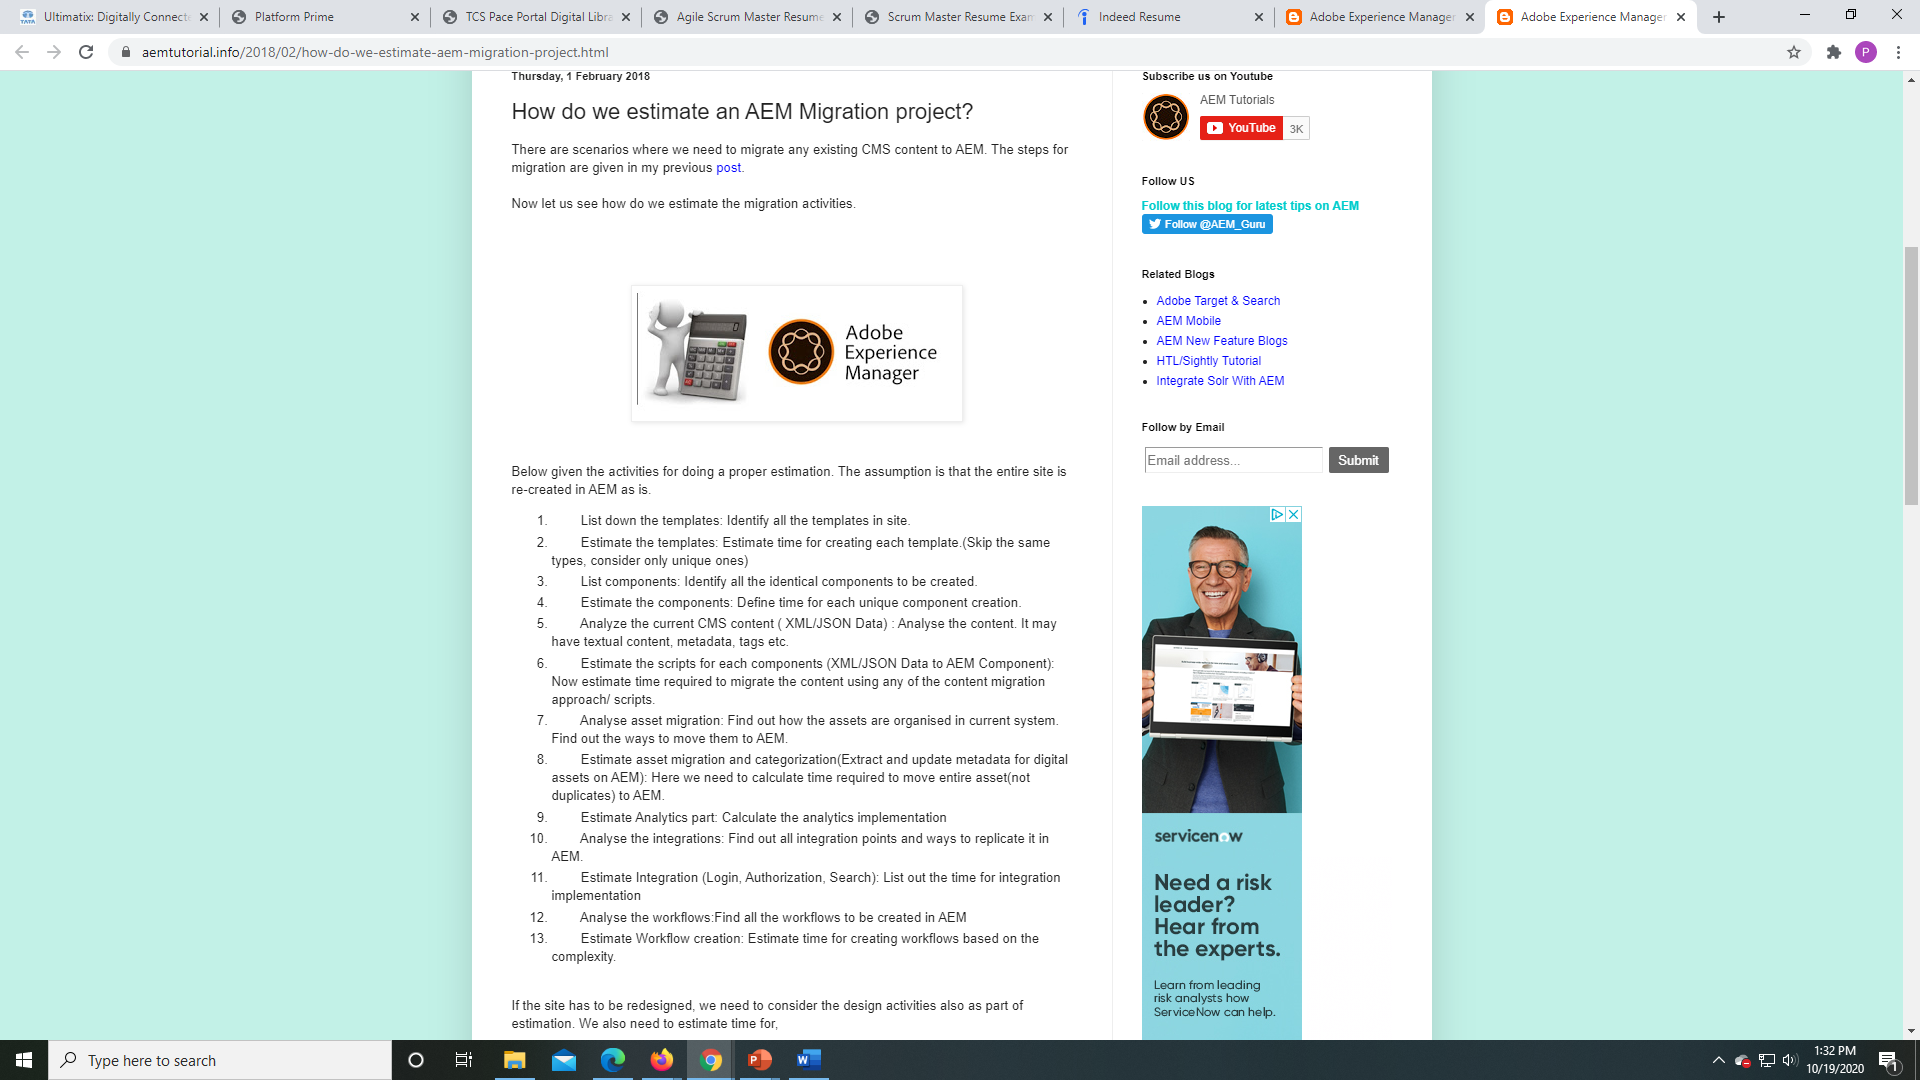 Ultimatix: Digitally Connecte
Platform Prime
TCS Pace Portal Digital Libra
Agile Scrum Master Resume
Scrum Master Resume Exam
Indeed Resume
Adobe Experience Manager
Adobe Experience Manager
aemtutorial.info/2018/02/how-do-we-estimate-aem-migration-project.html
P
Thursday, 1 February 2018
How do we estimate an AEM Migration project?
There are scenarios where we need to migrate any existing CMS content to AEM. The steps for
migration are given in my previous post.
Now let us see how do we estimate the migration activities.
Adobe
Experience
Manager
Below given the activities for doing a proper estimation. The assumption is that the entire site is
re-created in AEM as is.
1. List down the templates: Identify all the templates in site.
2. Estimate the templates: Estimate time for creating each template.(Skip the same
types, consider only unique ones)
3. List components: Identify all the identical components to be created.
4. Estimate the components: Define time for each unique component creation.
5. Analyze the current CMS content ( XML/JSON Data) : Analyse the content. It may
have textual content, metadata, tags etc.
6. Estimate the scripts for each components (XML/JSON Data to AEM Component):
Now estimate time required to migrate the content using any of the content migration
approach/ scripts.
7. Analyse asset migration: Find out how the assets are organised in current system.
Find out the ways to move them to AEM.
8. Estimate asset migration and categorization(Extract and update metadata for digital
assets on AEM): Here we need to calculate time required to move entire asset(not
duplicates) to AEM.
9. Estimate Analytics part: Calculate the analytics implementation
10. Analyse the integrations: Find out all integration points and ways to replicate it in
AEM.
11. Estimate Integration (Login, Authorization, Search): List out the time for integration
implementation
12. Analyse the workflows:Find all the workflows to be created in AEM
13. Estimate Workflow creation: Estimate time for creating workflows based on the
complexity.
If the site has to be redesigned, we need to consider the design activities also as part of
estimation. We also need to estimate time for,
Subscribe us on Youtube
AEM Tutorials
YouTube 3K
Follow US
Follow this blog for latest tips on AEM
Follow @AEM_Guru
Related Blogs
Adobe Target & Search
AEM Mobile
AEM New Feature Blogs
HTL/Sightly Tutorial
Integrate Solr With AEM
Follow by Email
Email address...
Submit
servicenow
Need a risk
leader?
Hear from
the experts.
Learn from leading
risk analysts how
ServiceNow can help.
Type here to search
1:32 PM
10/19/2020
1